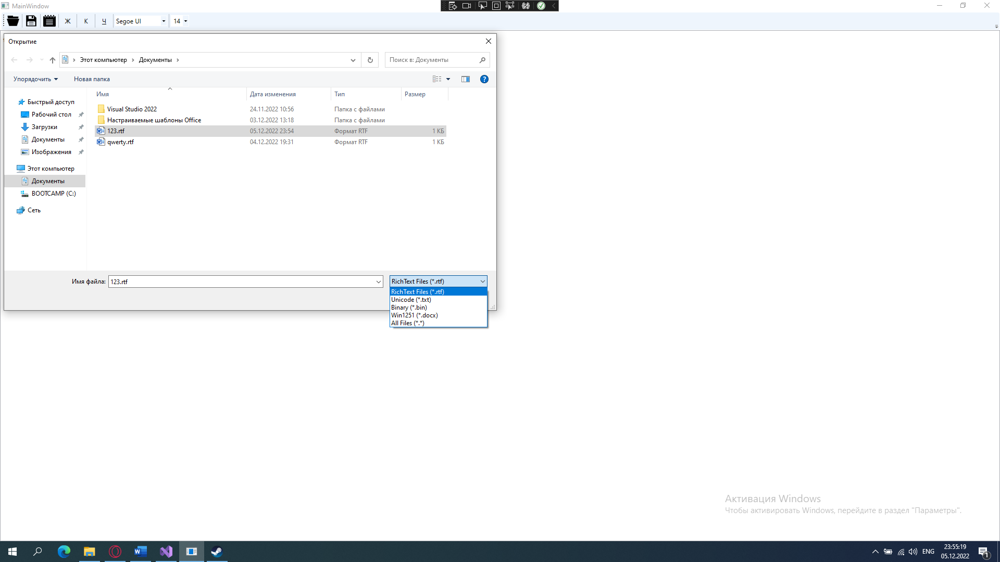 MainWindow
Ж К Ч Segoe UI 14
Открытие
Этот компьютер Документы
Поиск в: Документы
Упорядочить Новая папка
Имя Дата изменения Тип Размер
Быстрый доступ
Рабочий стол
Загрузки
Документы
Изображения
Этот компьютер
Документы
BOOTCAMP (C:)
Сеть
Visual Studio 2022 24.11.2022 10:56 Папка с файлами
Настраиваемые шаблоны Office 03.12.2022 13:18 Папка с файлами
123.rtf 05.12.2022 23:54 Формат RTF 1 КБ
qwerty.rtf 04.12.2022 19:31 Формат RTF 1 КБ
Имя файла: 123.rtf RichText Files (*.rtf)
RichText Files (*.rtf)
Unicode (*.txt)
Binary (*.bin)
Win1251 (*.docx)
All Files (*.*)
Активация Windows
Чтобы активировать Windows, перейдите в раздел "Параметры".
ENG
23:55:19
05.12.2022
1